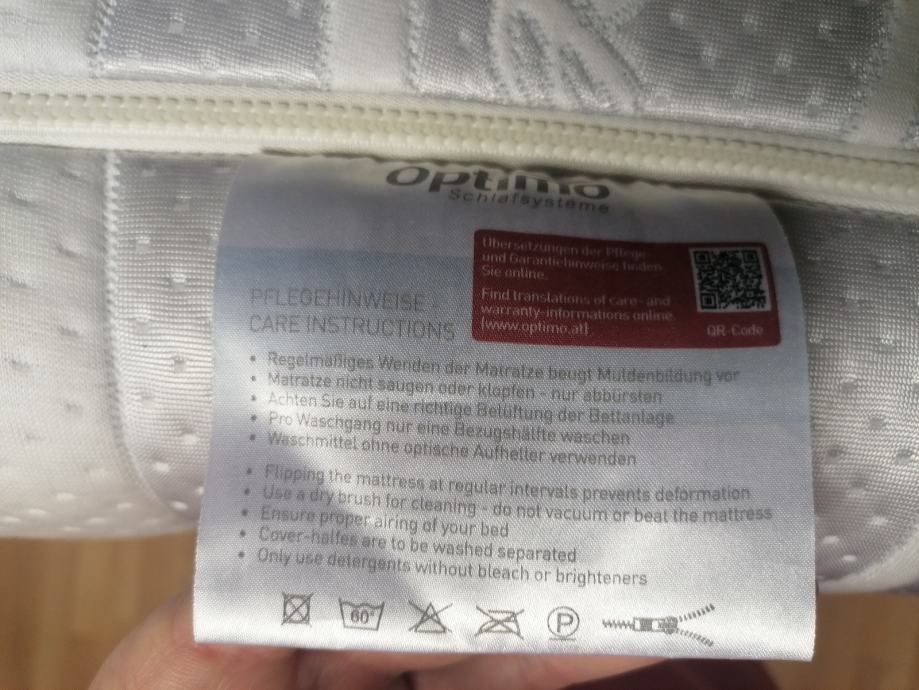 Optimo
Schlafsysteme
Übersetzungen der Pflege-
und Garantiehinweise finden
Sie online.
Find translations of care- and
warranty-informations online.
(www.optimo.at)
QR-Code
PFLEGEHINWEISE -
CARE INSTRUCTIONS
• Regelmäßiges Wenden der Matratze beugt Muldenbildung vor
• Matratze nicht saugen oder klopfen - nur abbürsten
• Achten Sie auf eine richtige Belüftung der Bettanlage
• Pro Waschgang nur eine Bezugshälfte waschen
• Waschmittel ohne optische Aufheller verwenden
• Flipping the mattress at regular intervals prevents deformation
• Use a dry brush for cleaning - do not vacuum or beat the mattress
• Ensure proper airing of your bed
• Cover-halfes are to be washed separated
• Only use detergents without bleach or brighteners
60° P